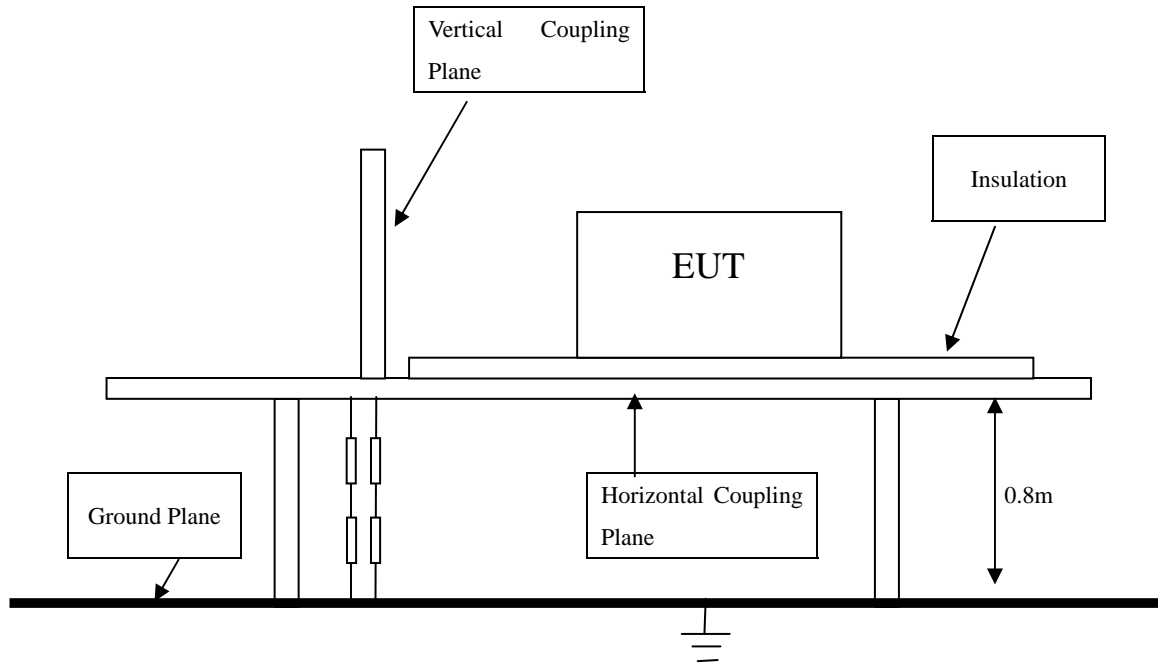 Vertical Coupling
Plane
Insulation
EUT
Horizontal Coupling
Plane
0.8m
Ground Plane